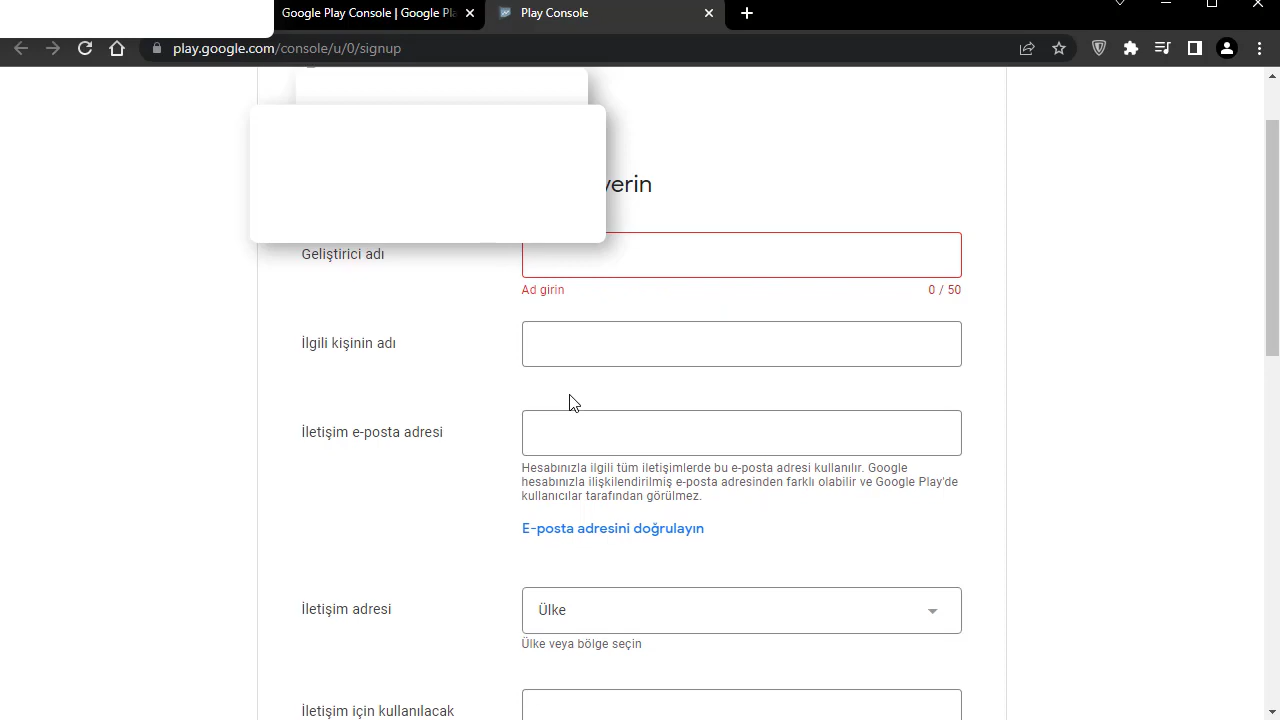 Google Play Console | Google Pla
Play Console
play.google.com/console/u/0/signup
verin
Geliştirici adı
Ad girin
0 / 50
İlgili kişinin adı
İletişim e-posta adresi
Hesabınızla ilgili tüm iletişimlerde bu e-posta adresi kullanılır. Google
hesabınızla ilişkilendirilmiş e-posta adresinden farklı olabilir ve Google Play'de
kullanıcılar tarafından görülmez.
E-posta adresini doğrulayın
İletişim adresi
Ülke
Ülke veya bölge seçin
İletişim için kullanılacak